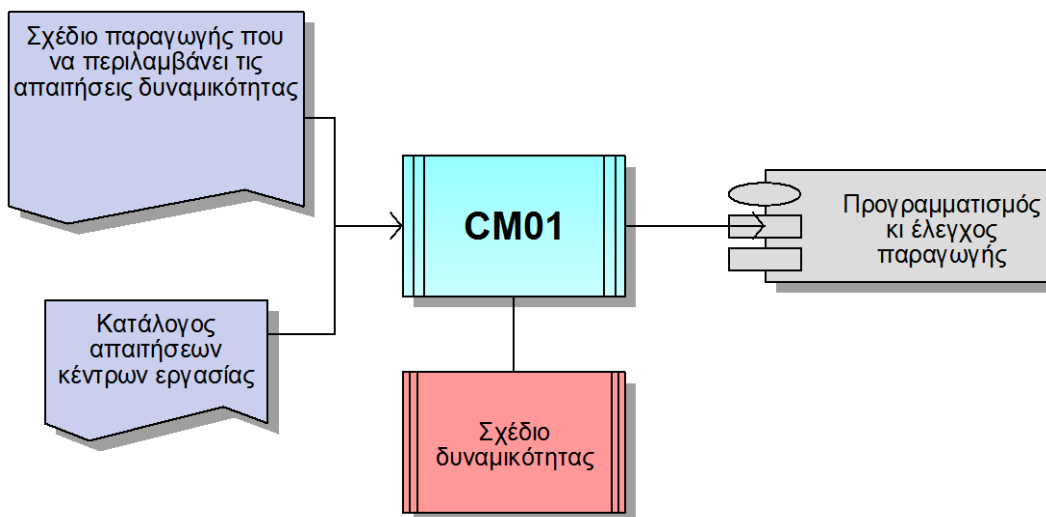 Σχέδιο παραγωγής που
να περιλαμβάνει τις
απαιτήσεις δυναμικότητας
CM01
Προγραμματισμός
κι έλεγχος
παραγωγής
Κατάλογος
απαιτήσεων
κέντρων εργασίας
Σχέδιο
δυναμικότητας